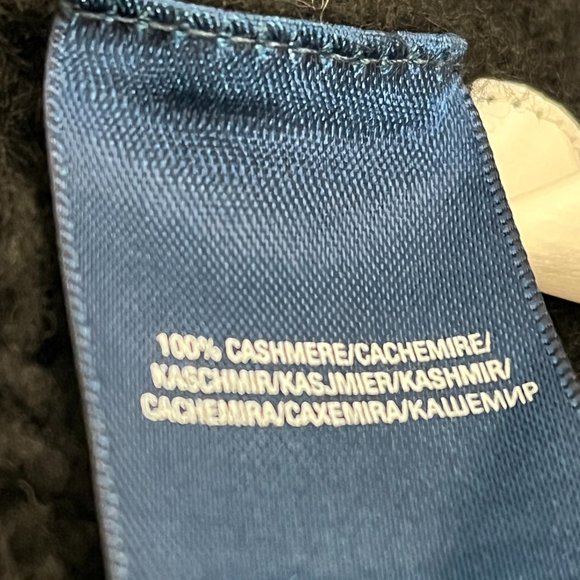 100% CASHMERE/CACHEMIRE/
KASCHMIR/KASJMIER/KASHMIR/
CACHEMIRA/CAXEMIRA/КАШЕМИР